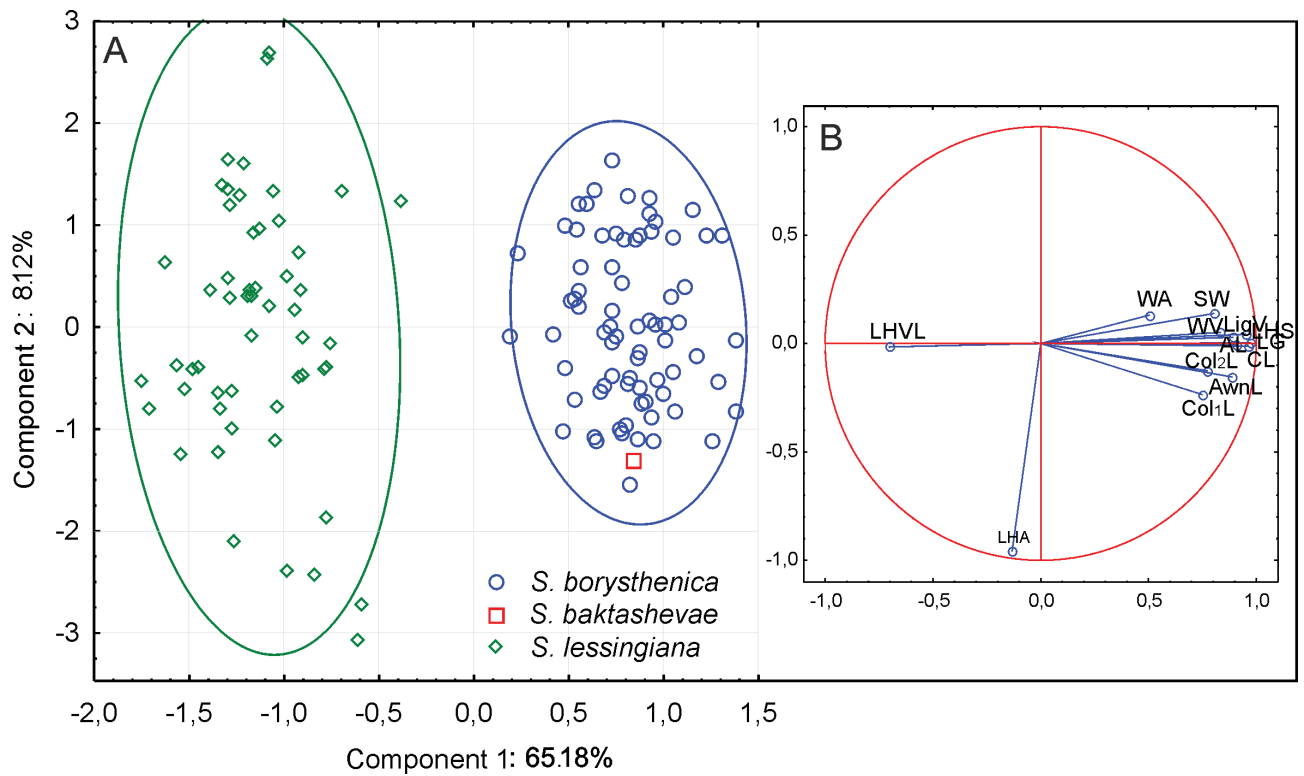 A
3
2
1
0
-1
-2
-3
Component 2: 8.12%
-2,0 -1,5 -1,0 -0,5 0,0 0,5 1,0 1,5
Component 1: 65.18%
S. borysthenica
S. baktashevae
S. lessingiana
B
1,0
0,5
0,0
-0,5
-1,0
-1,0 -0,5 0,0 0,5 1,0
WA SW
WV LigV LHS
LHVL AL LG
Col₂L CL
AwnL
Col₁L
LHA